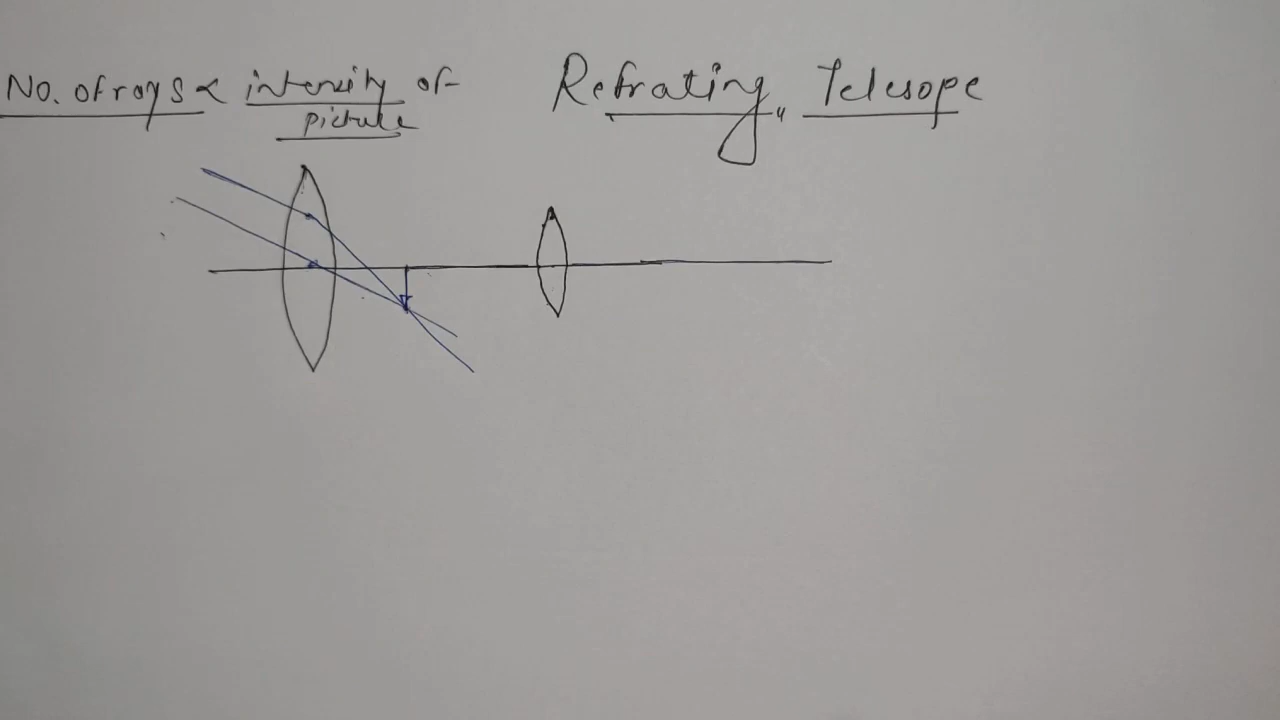 No. of rays ∝ intensity of
picture
Refrating Telesope